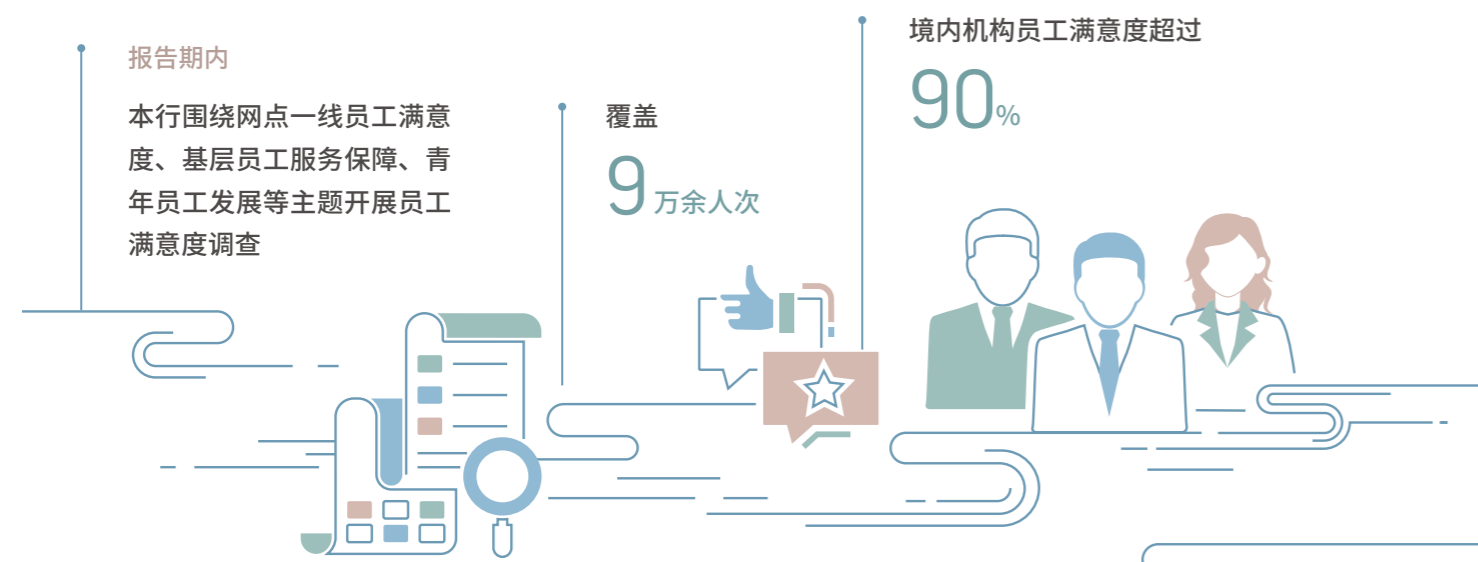 报告期内
本行围绕网点一线员工满意
度、基层员工服务保障、青
年员工发展等主题开展员工
满意度调查
覆盖
9万余人次
境内机构员工满意度超过
90%